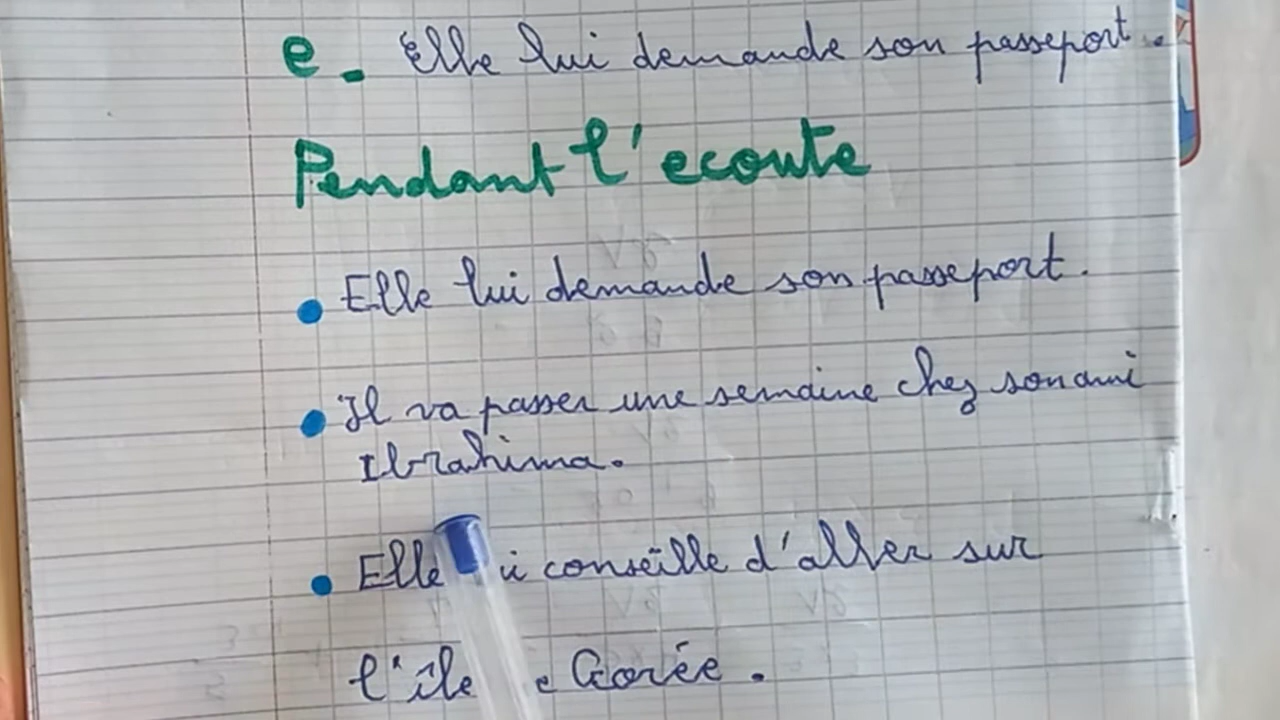 e. Elle lui demande son passeport.
Pendant l'ecoute
• Elle lui demande son passeport.
• Il va passer une semaine chez son ami
Ibrahima.
• Elle ui conseille d'aller sur
l'île e Gorée.